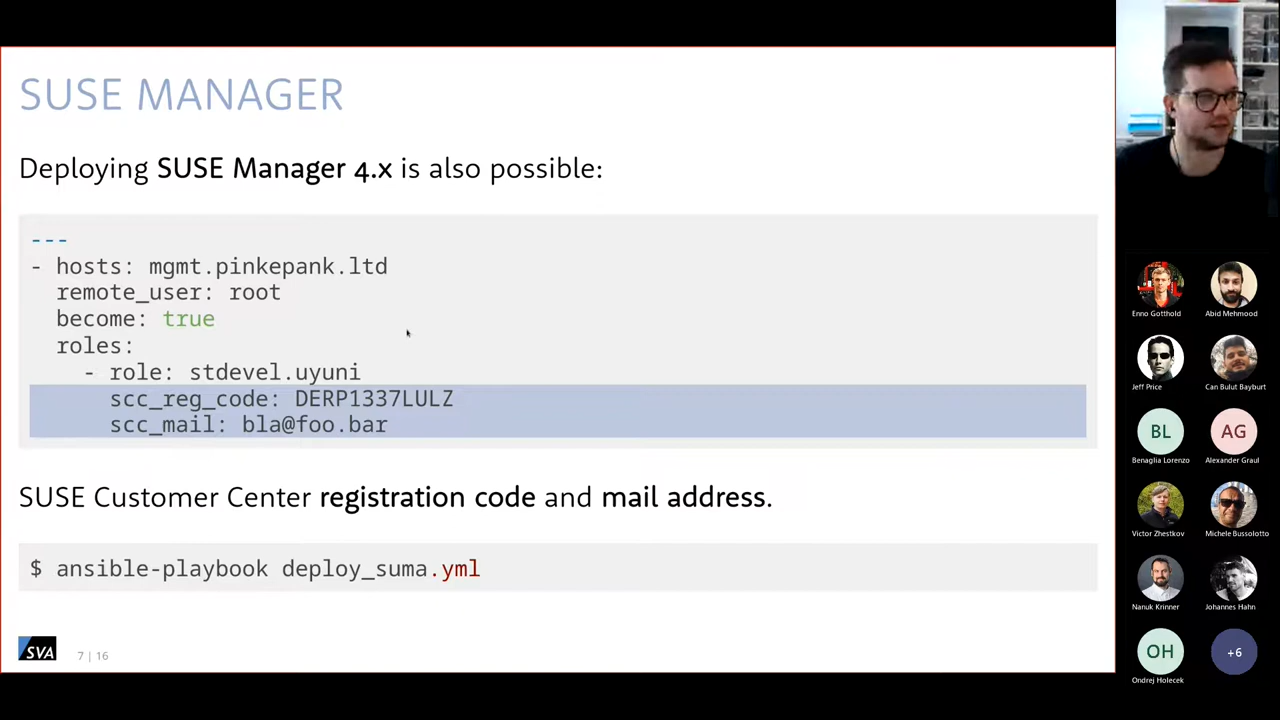 SUSE MANAGER
Deploying SUSE Manager 4.x is also possible:
---
- hosts: mgmt.pinkepank.ltd
remote_user: root
become: true
roles:
- role: stdevel.uyuni
scc_reg_code: DERP1337LULZ
scc_mail: bla@foo.bar
SUSE Customer Center registration code and mail address.
$ ansible-playbook deploy_suma.yml
SVA
7 | 16
Enno Gotthold
Abid Mehmood
Jeff Price
Can Bulut Bayburt
BL
AG
Benaglia Lorenzo
Alexander Graul
Victor Zhestkov
Michele Bussolotto
Nanuk Krinner
Johannes Hahn
OH
+6
Ondrej Holecek